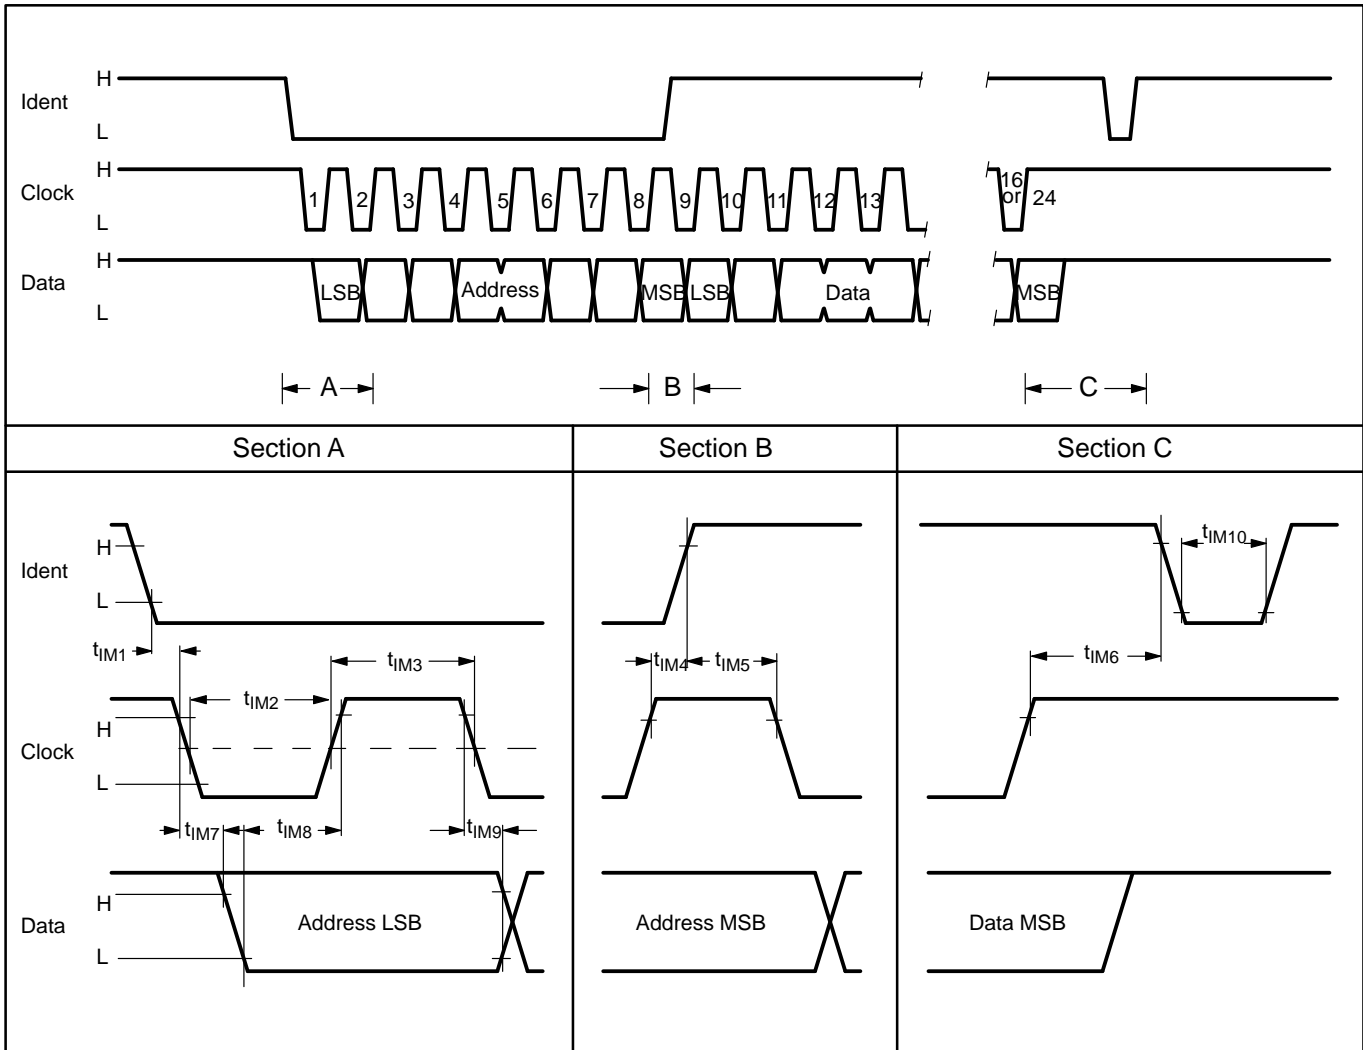 H
Ident
L
H
Clock 1 2 3 4 5 6 7 8 9 10 11 12 13 16 or 24
L
H
Data LSB Address MSB LSB Data MSB
L
A B C
Section A Section B Section C
H
Ident tIM10
L
tIM1 tIM3 tIM4 tIM5 tIM6
tIM2
H
Clock
L
tIM7 tIM8 tIM9
H
Data Address LSB Address MSB Data MSB
L